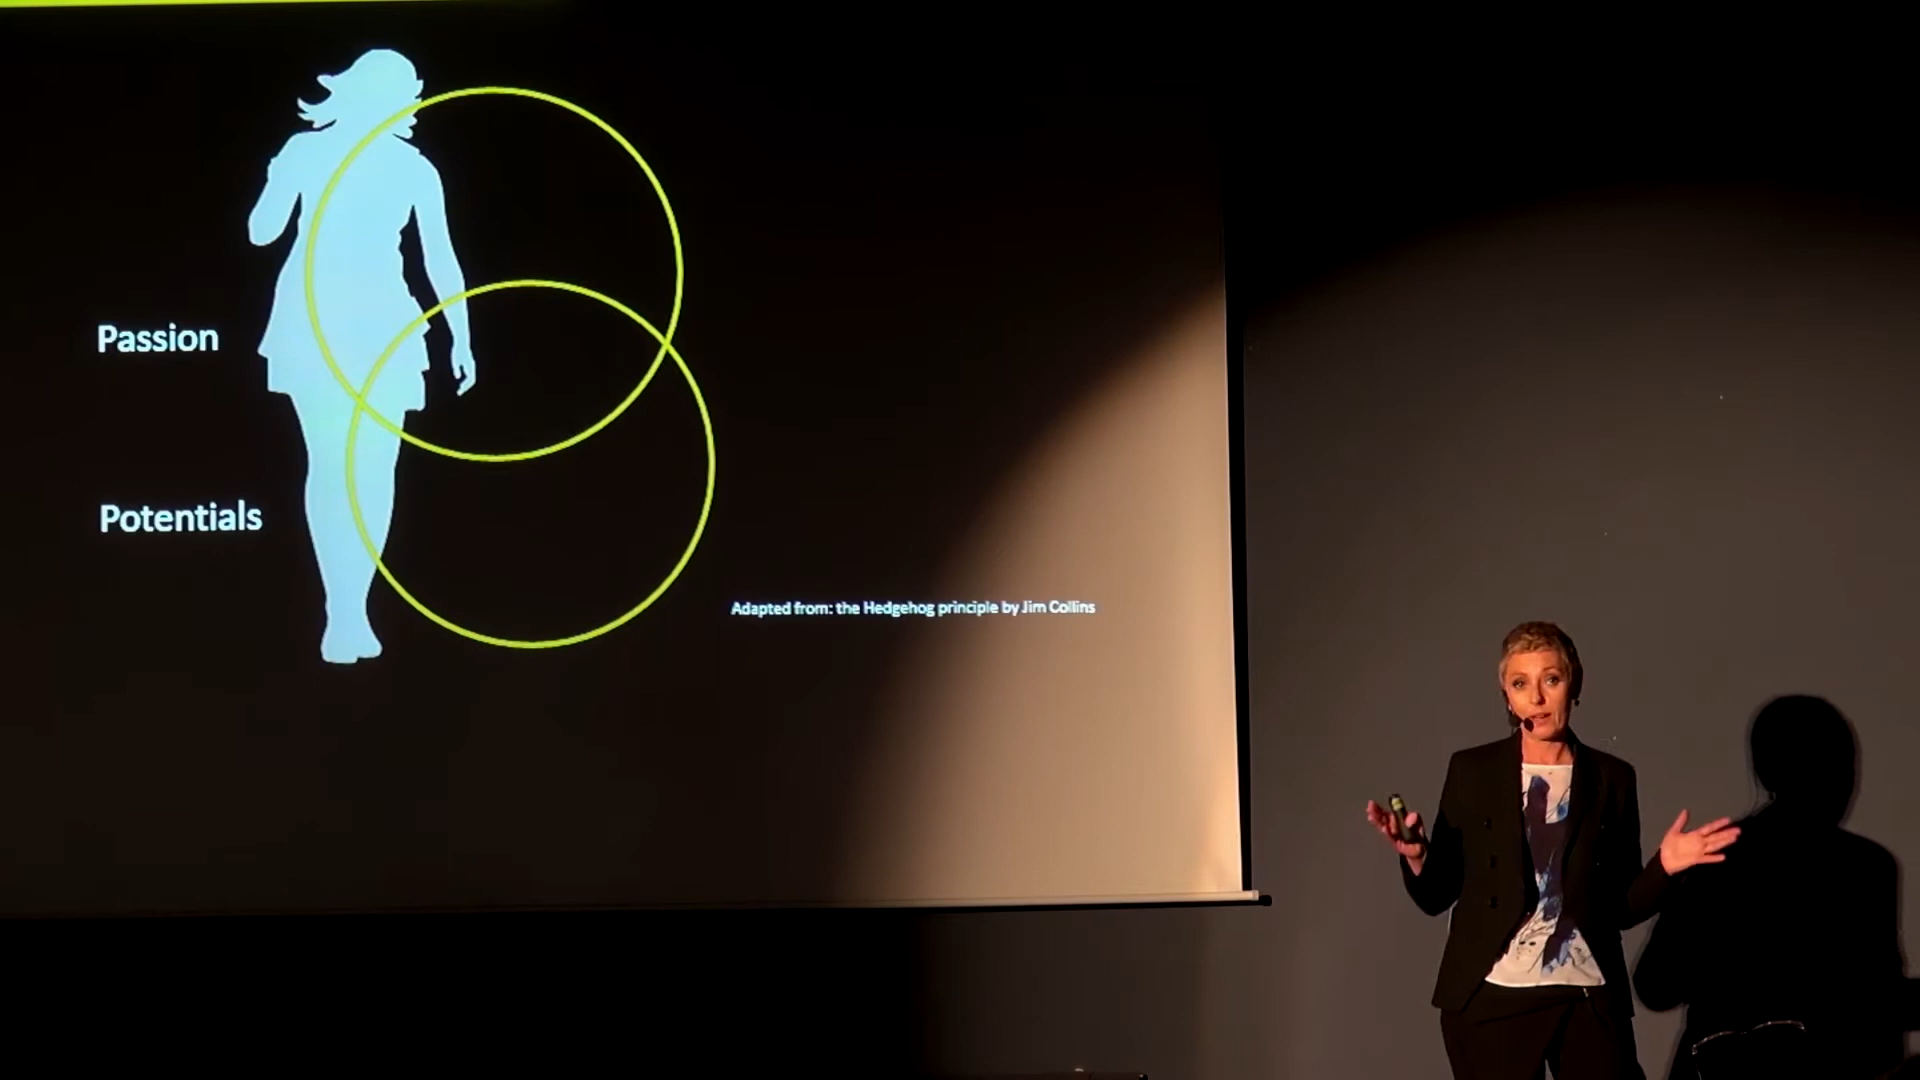 Passion
Potentials
Adapted from: the Hedgehog principle by Jim Collins